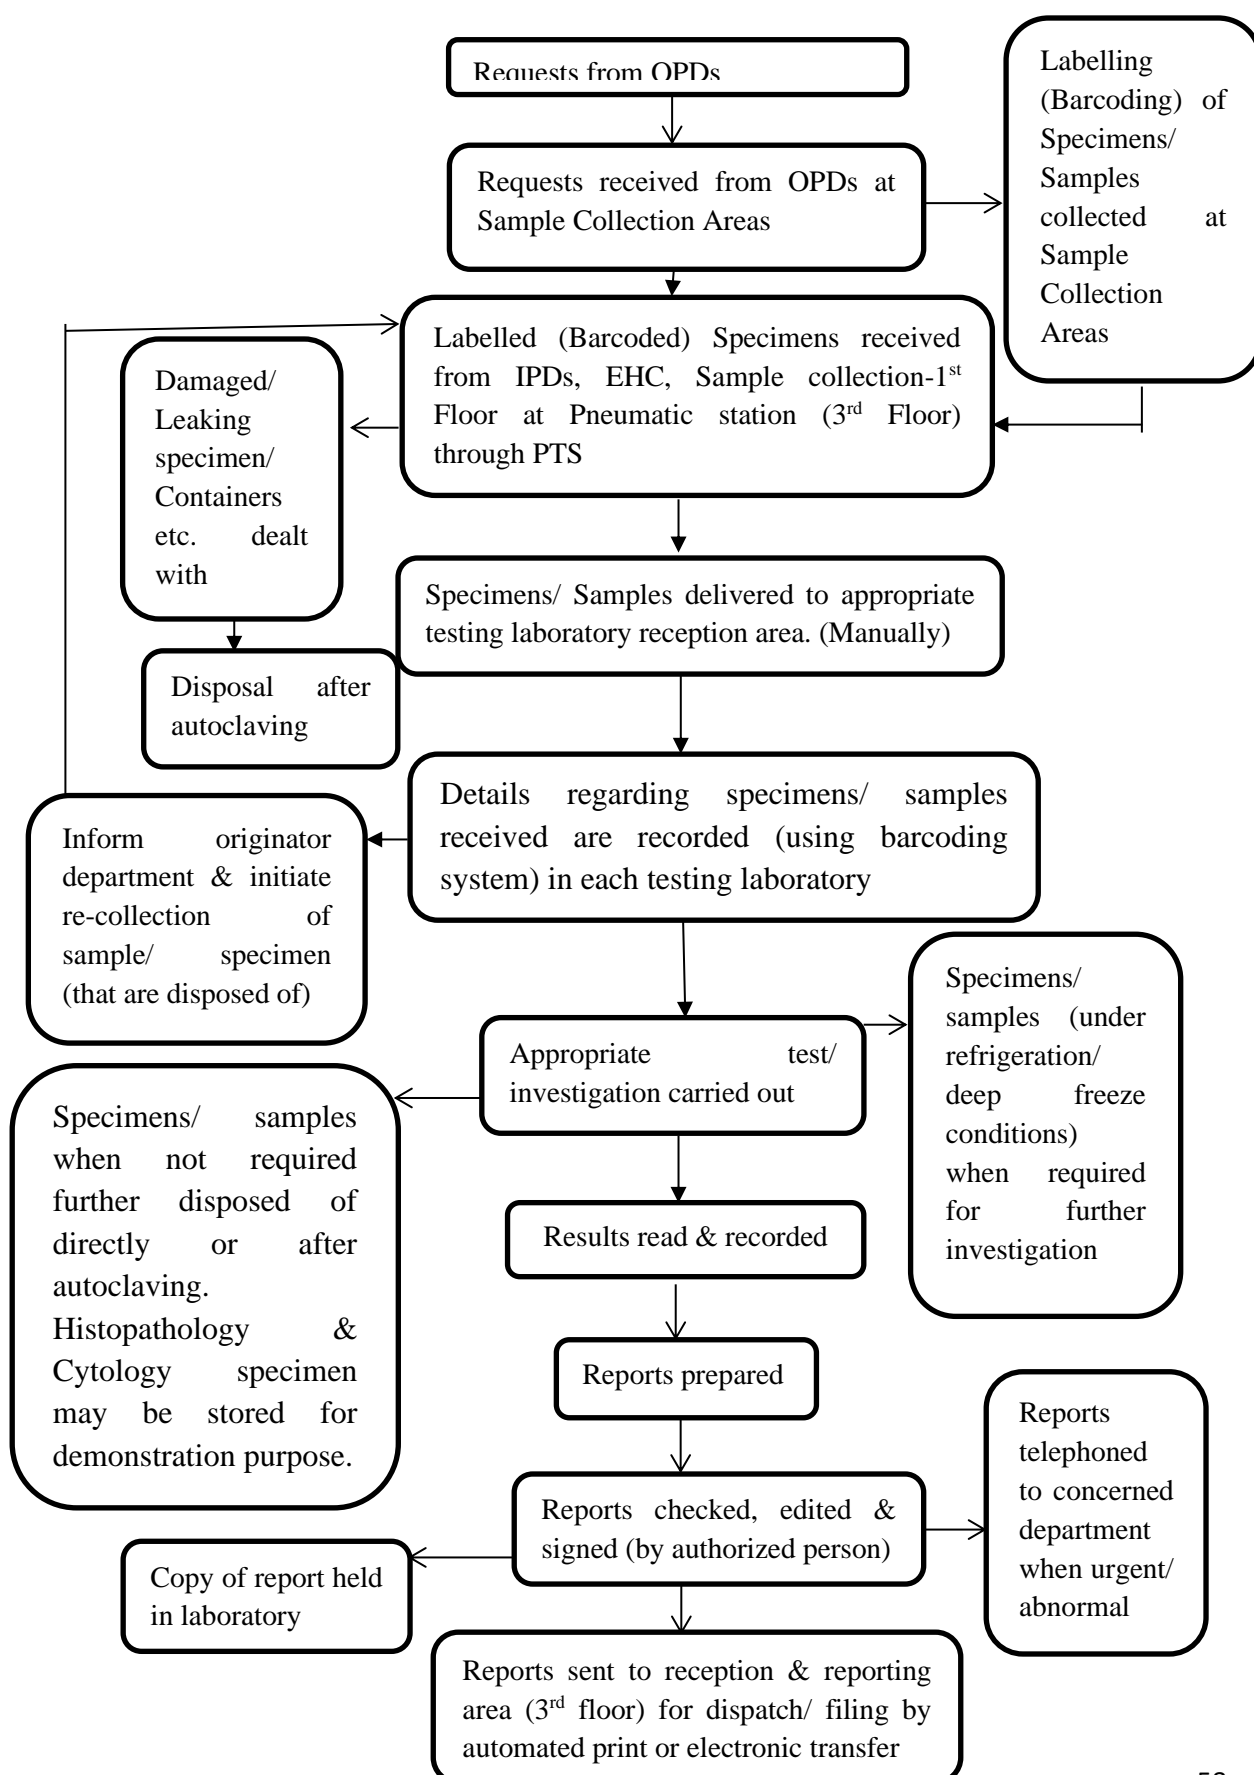 Requests from OPDs
Labelling
(Barcoding) of
Specimens/
Samples
collected at
Sample
Collection
Areas
Requests received from OPDs at
Sample Collection Areas
Labelled (Barcoded) Specimens received
from IPDs, EHC, Sample collection-1st
Floor at Pneumatic station (3rd Floor)
through PTS
Damaged/
Leaking
specimen/
Containers
etc. dealt
with
Specimens/ Samples delivered to appropriate
testing laboratory reception area. (Manually)
Disposal after
autoclaving
Details regarding specimens/ samples
received are recorded (using barcoding
system) in each testing laboratory
Inform originator
department & initiate
re-collection of
sample/ specimen
(that are disposed of)
Specimens/
samples (under
refrigeration/
deep freeze
conditions)
when required
for further
investigation
Appropriate test/
investigation carried out
Specimens/ samples
when not required
further disposed of
directly or after
autoclaving.
Histopathology &
Cytology specimen
may be stored for
demonstration purpose.
Results read & recorded
Reports prepared
Reports
telephoned
to concerned
department
when urgent/
abnormal
Reports checked, edited &
signed (by authorized person)
Copy of report held
in laboratory
Reports sent to reception & reporting
area (3rd floor) for dispatch/ filing by
automated print or electronic transfer